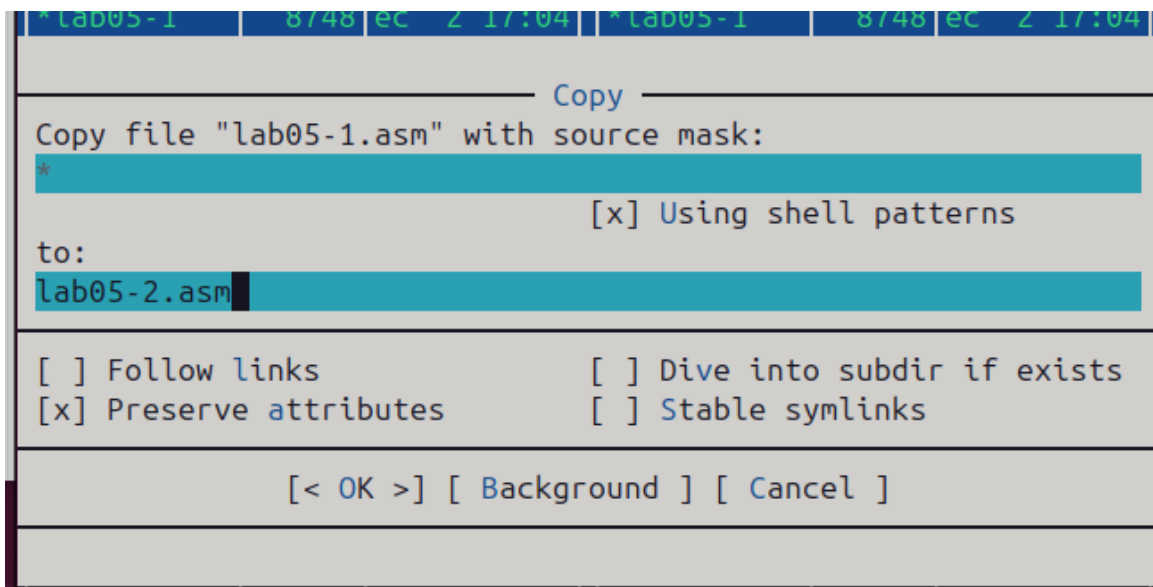 *lab05-1 8748 ec 2 17:04 *lab05-1 8748 ec 2 17:04
Copy
Copy file "lab05-1.asm" with source mask:
*
[x] Using shell patterns
to:
lab05-2.asm
[ ] Follow links [ ] Dive into subdir if exists
[x] Preserve attributes [ ] Stable symlinks
[< OK >] [ Background ] [ Cancel ]